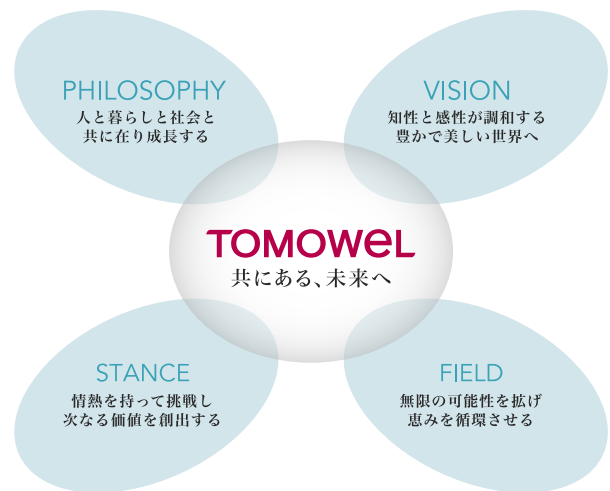 PHILOSOPHY
人と暮らしと社会と
共に在り成長する
VISION
知性と感性が調和する
豊かで美しい世界へ
TOMOWEL
共にある、未来へ
STANCE
情熱を持って挑戦し
次なる価値を創出する
FIELD
無限の可能性を拡げ
恵みを循環させる